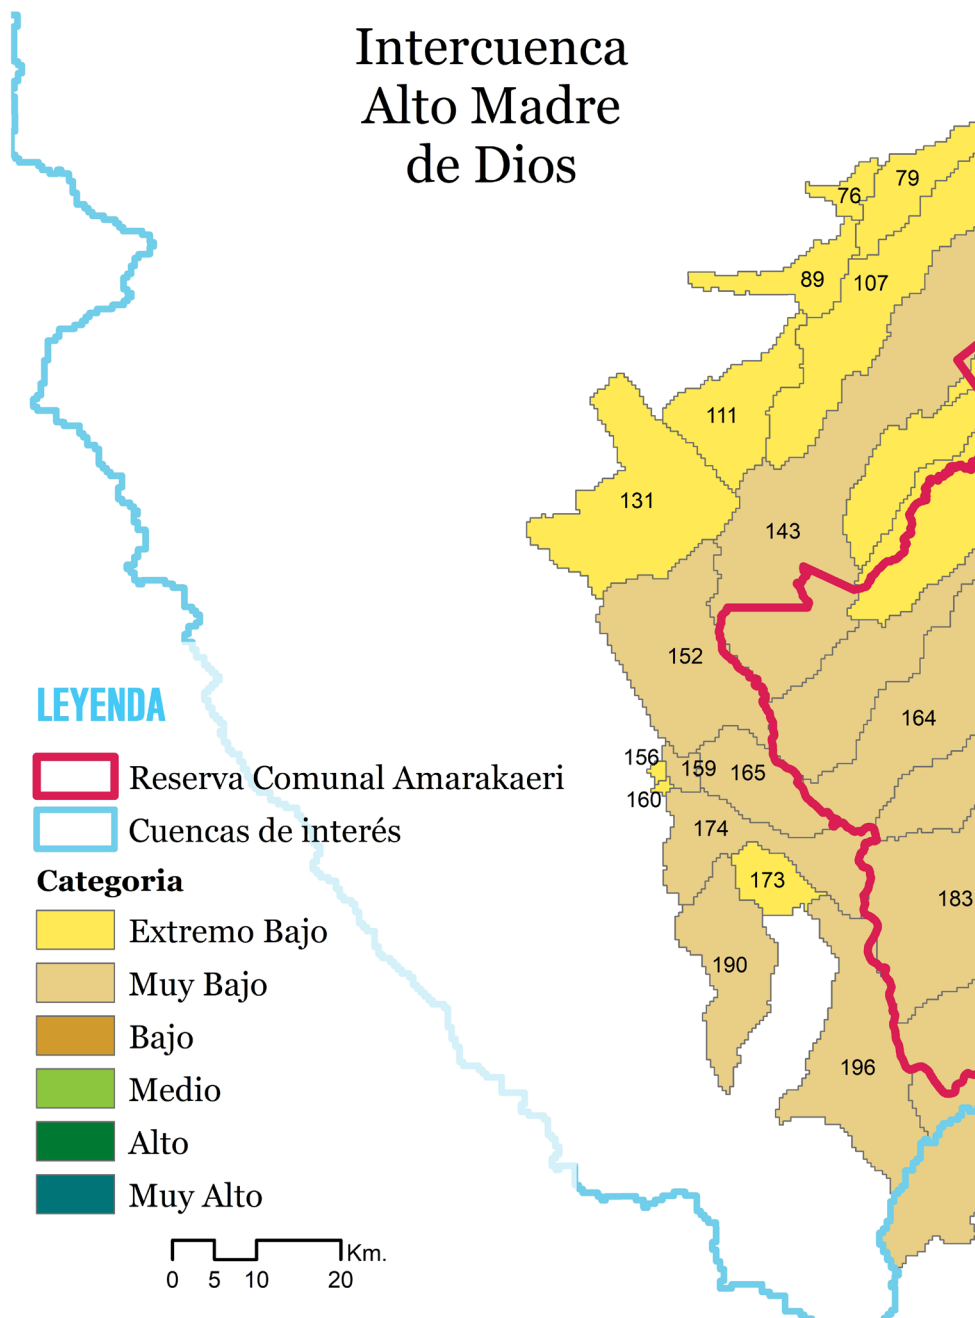 Intercuenca
Alto Madre
de Dios
79
76
89
107
111
131
143
152
164
156
159
165
160
174
173
183
190
196
LEYENDA
Reserva Comunal Amarakaeri
Cuencas de interés
Categoria
Extremo Bajo
Muy Bajo
Bajo
Medio
Alto
Muy Alto
Km.
0 5 10 20